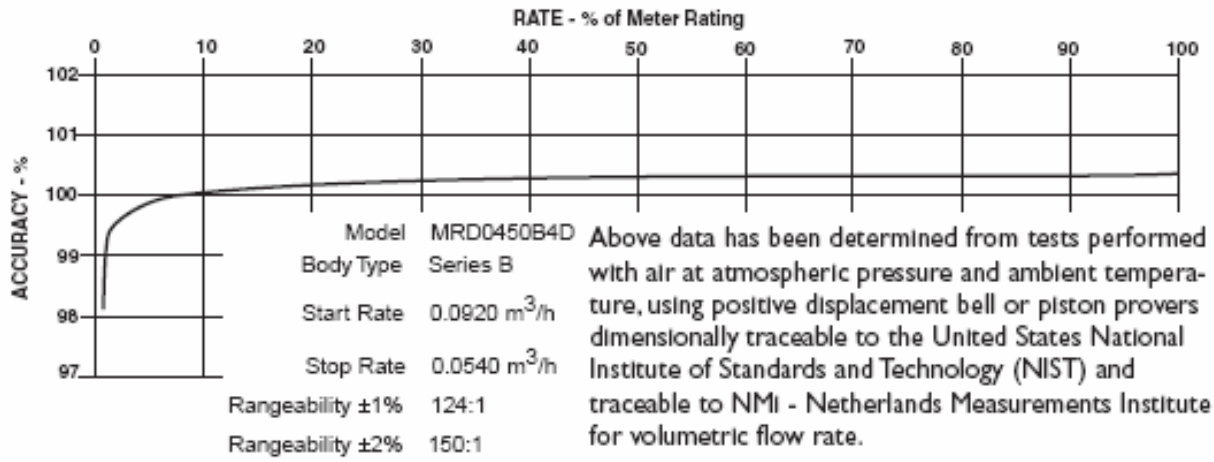 RATE - % of Meter Rating
0 10 20 30 40 50 60 70 80 90 100
102
101
100
99
98
97
ACCURACY - %
Model MRD0450B4D
Body Type Series B
Start Rate 0.0920 m³/h
Stop Rate 0.0540 m³/h
Rangeability ±1% 124:1
Rangeability ±2% 150:1
Above data has been determined from tests performed
with air at atmospheric pressure and ambient tempera-
ture, using positive displacement bell or piston provers
dimensionally traceable to the United States National
Institute of Standards and Technology (NIST) and
traceable to NMi - Netherlands Measurements Institute
for volumetric flow rate.